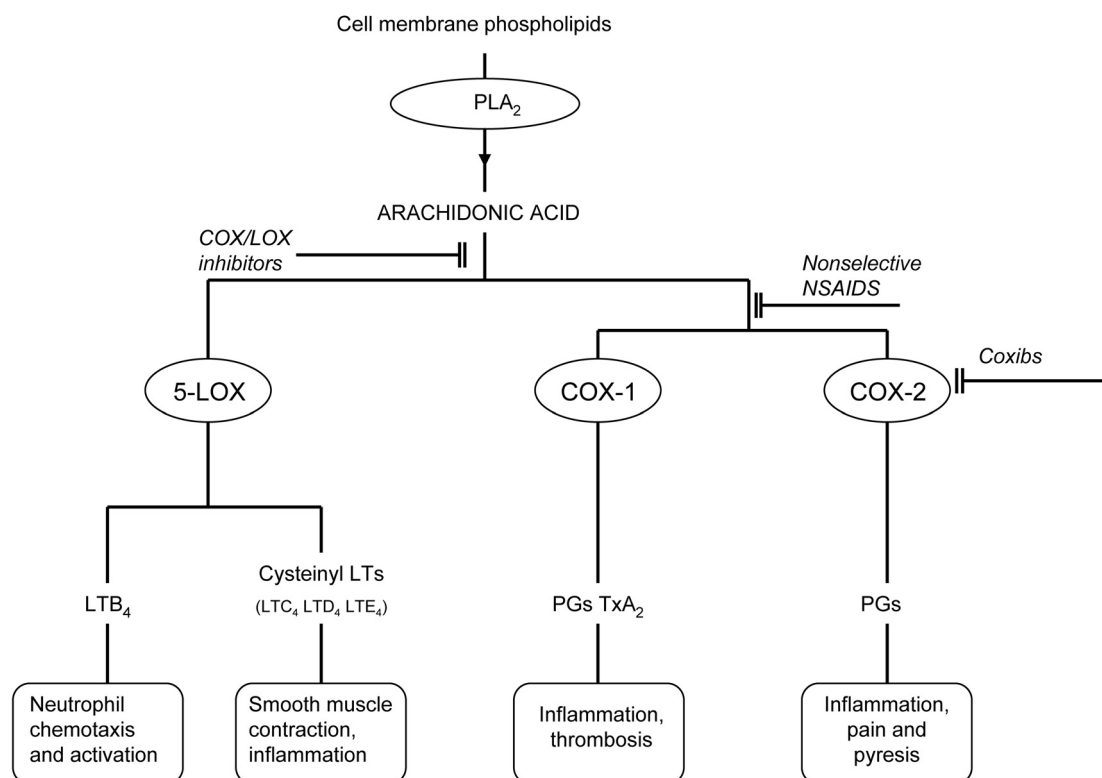 Cell membrane phospholipids
PLA₂
ARACHIDONIC ACID
COX/LOX
inhibitors
Nonselective
NSAIDS
Coxibs
5-LOX
COX-1
COX-2
Cysteinyl LTs
LTB₄
(LTC₄ LTD₄ LTE₄)
PGs TxA₂
PGs
Neutrophil
chemotaxis
and activation
Smooth muscle
contraction,
inflammation
Inflammation,
thrombosis
Inflammation,
pain and
pyresis